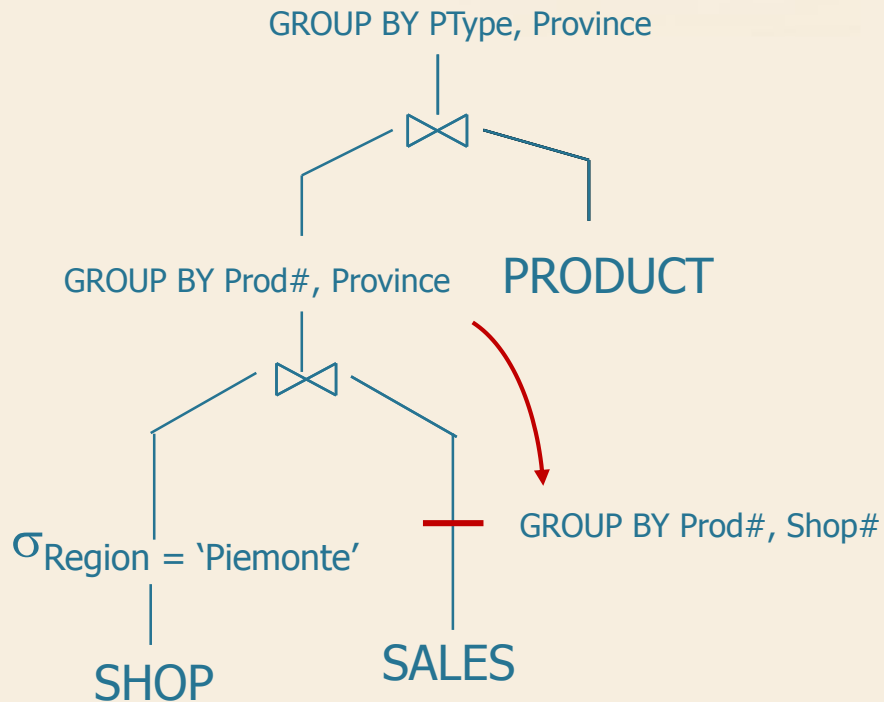 GROUP BY PType, Province
GROUP BY Prod#, Province
PRODUCT
GROUP BY Prod#, Shop#
σRegion = ‘Piemonte’
SALES
SHOP